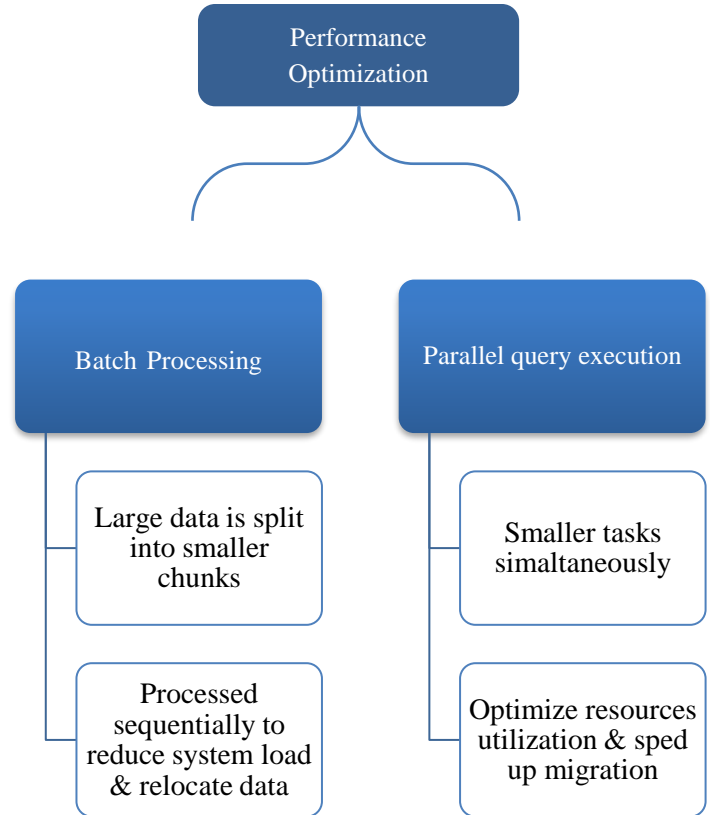 Performance
Optimization
Batch Processing
Large data is split
into smaller
chunks
Processed
sequentially to
reduce system load
& relocate data
Parallel query execution
Smaller tasks
simaltaneously
Optimize resources
utilization & sped
up migration